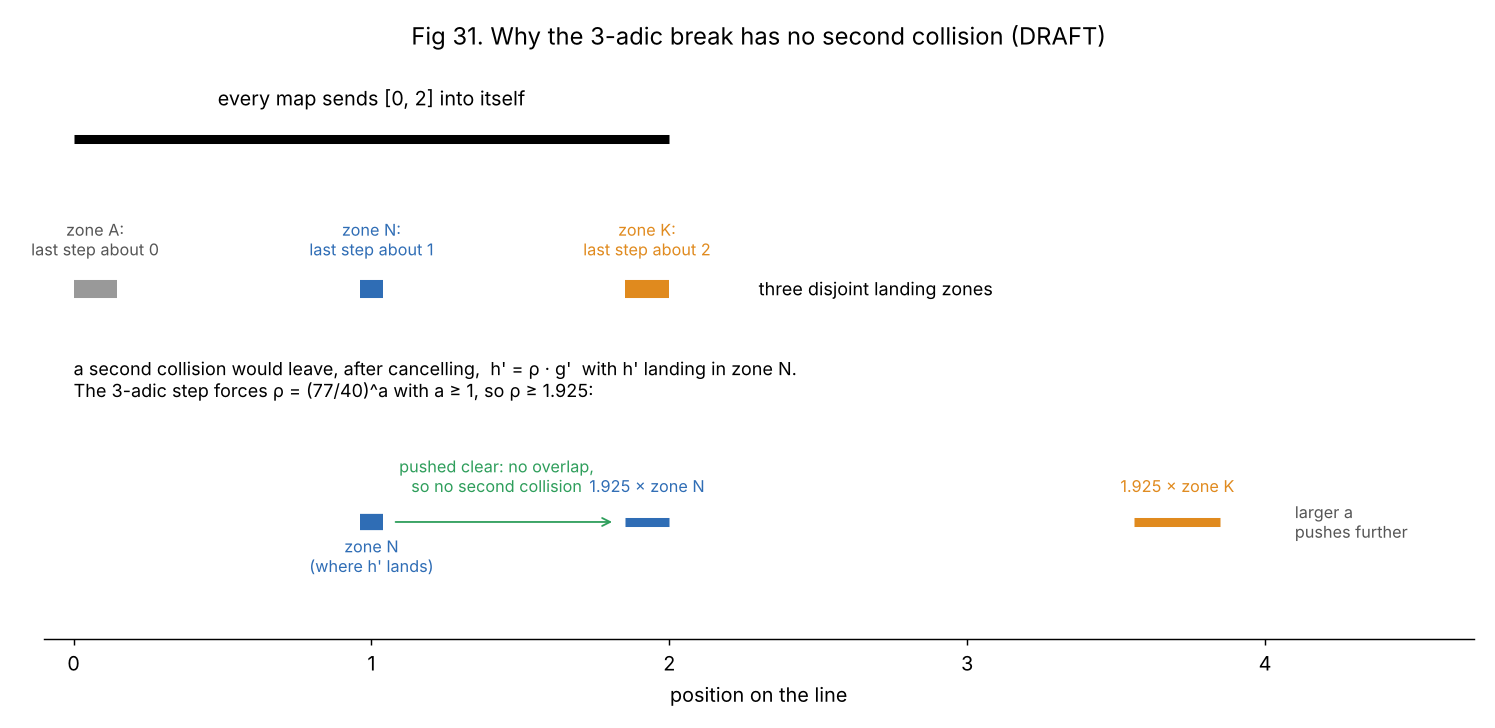 Fig 31. Why the 3-adic break has no second collision (DRAFT)
every map sends [0, 2] into itself
zone A:
last step about 0
zone N:
last step about 1
zone K:
last step about 2
three disjoint landing zones
a second collision would leave, after cancelling,  h' = ρ · g'  with h' landing in zone N.
The 3-adic step forces ρ = (77/40)^a with a ≥ 1, so ρ ≥ 1.925:
pushed clear: no overlap,
so no second collision
1.925 × zone N
1.925 × zone K
larger a
pushes further
zone N
(where h' lands)
0
1
2
3
4
position on the line